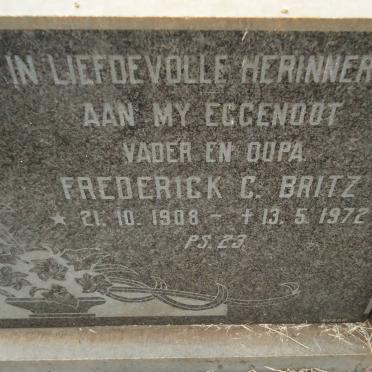 IN LIEFDEVOLLE HERINNER
AAN MY EGGENOOT
VADER EN OUPA
FREDERICK C. BRITZ
* 21. 10. 1908 - + 13. 5. 1972
PS. 23.